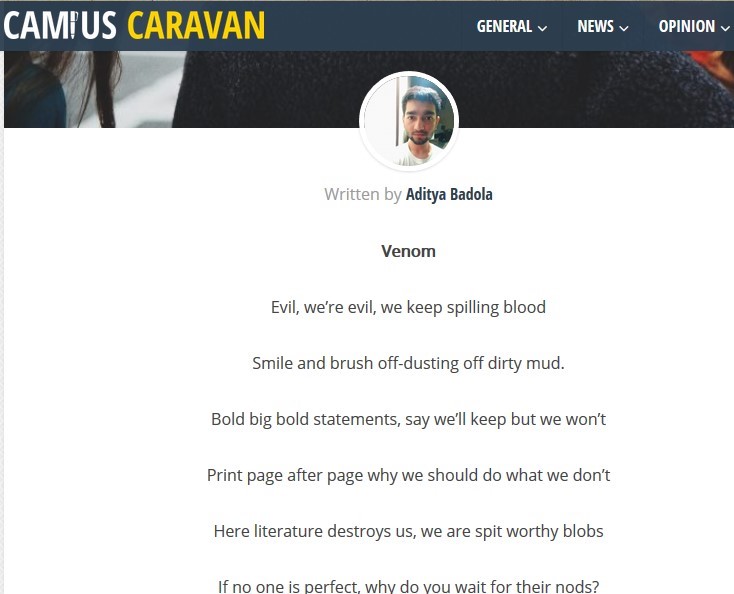 CAMPUS CARAVAN
GENERAL NEWS OPINION
Written by Aditya Badola
Venom
Evil, we’re evil, we keep spilling blood
Smile and brush off-dusting off dirty mud.
Bold big bold statements, say we’ll keep but we won’t
Print page after page why we should do what we don’t
Here literature destroys us, we are spit worthy blobs
If no one is perfect, why do you wait for their nods?